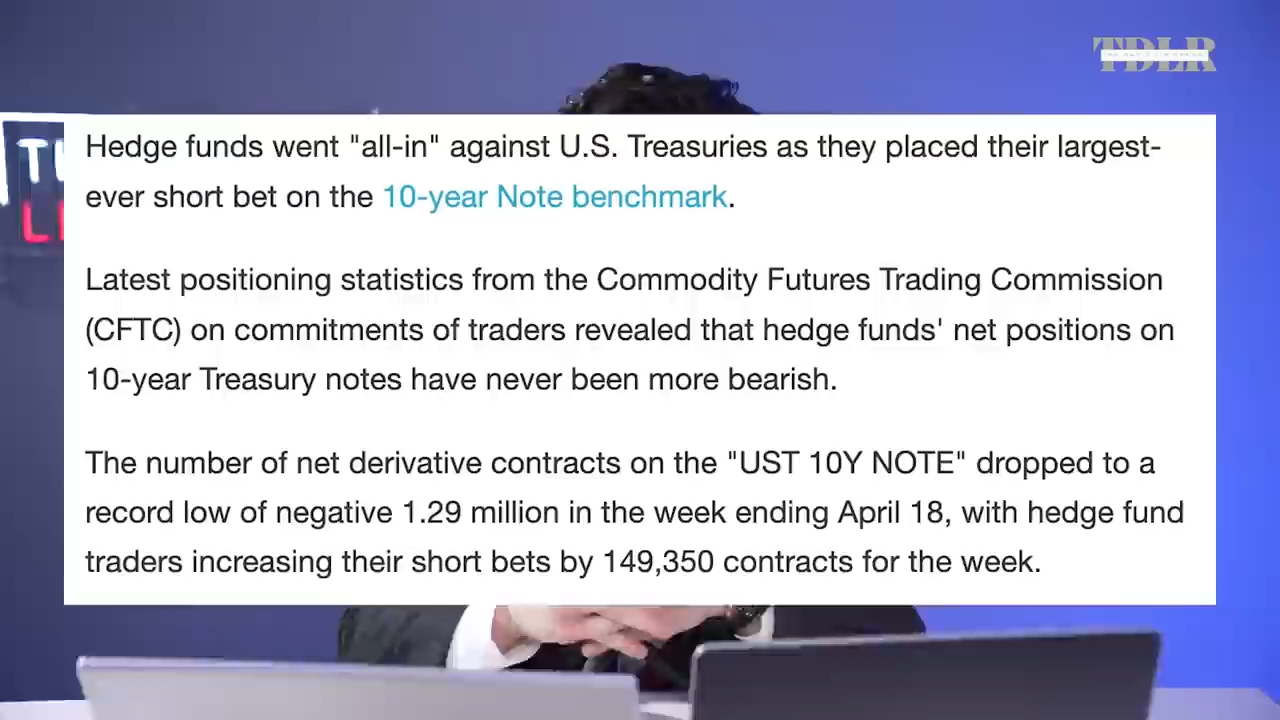 TDLR
Hedge funds went "all-in" against U.S. Treasuries as they placed their largest-
ever short bet on the 10-year Note benchmark.
Latest positioning statistics from the Commodity Futures Trading Commission
(CFTC) on commitments of traders revealed that hedge funds' net positions on
10-year Treasury notes have never been more bearish.
The number of net derivative contracts on the "UST 10Y NOTE" dropped to a
record low of negative 1.29 million in the week ending April 18, with hedge fund
traders increasing their short bets by 149,350 contracts for the week.